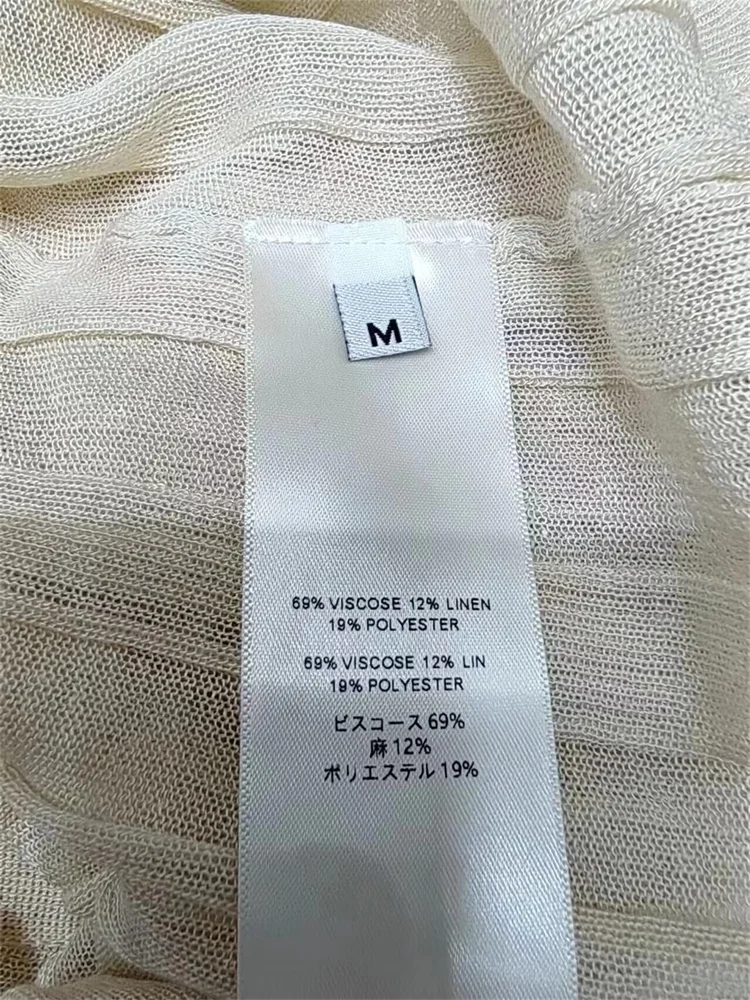 M
69% VISCOSE 12% LINEN
19% POLYESTER
69% VISCOSE 12% LIN
19% POLYESTER
ビスコース 69%
麻 12%
ポリエステル 19%